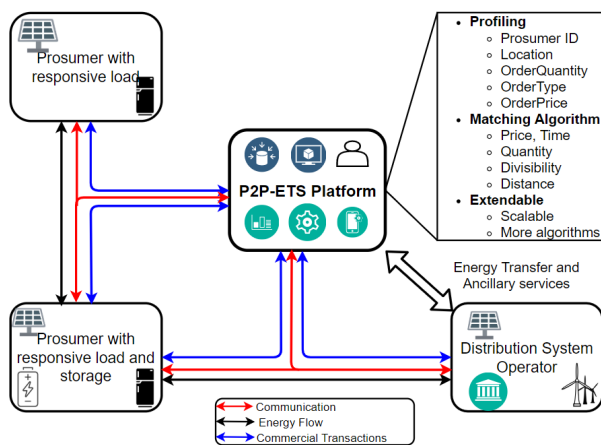 Prosumer with
responsive load
P2P-ETS Platform
Profiling
Prosumer ID
Location
OrderQuantity
OrderType
OrderPrice
Matching Algorithm
Price, Time
Quantity
Divisibility
Distance
Extendable
Scalable
More algorithms
Energy Transfer and
Ancillary services
Prosumer with
responsive load and
storage
Distribution System
Operator
Communication
Energy Flow
Commercial Transactions